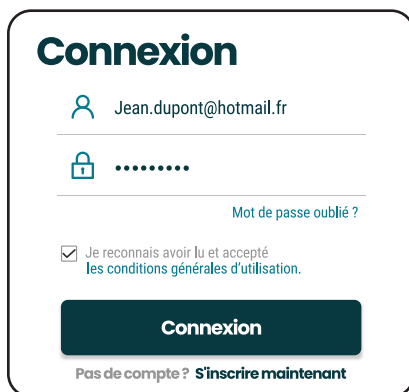 Connexion
Jean.dupont@hotmail.fr
•••••••••
Mot de passe oublié ?
Je reconnais avoir lu et accepté
les conditions générales d'utilisation.
Connexion
Pas de compte ? S'inscrire maintenant